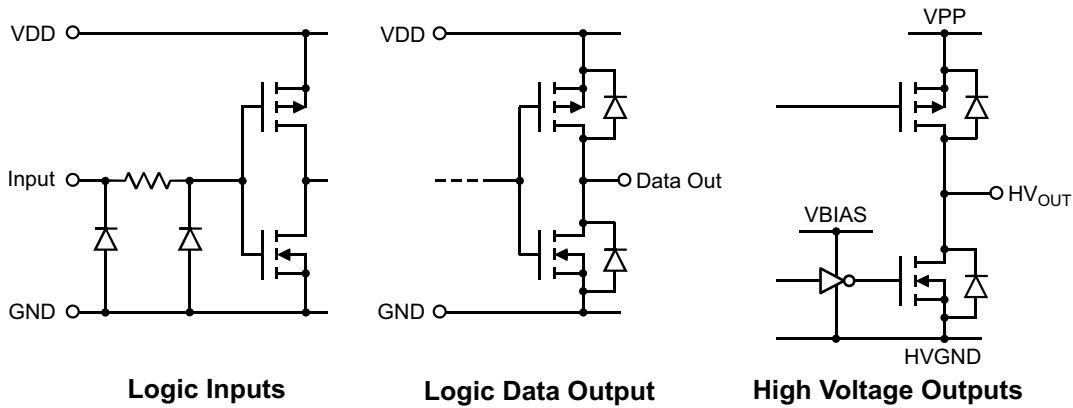 VDD
Input
GND
Logic Inputs
VDD
Data Out
GND
Logic Data Output
VPP
HVOUT
VBIAS
HVGND
High Voltage Outputs